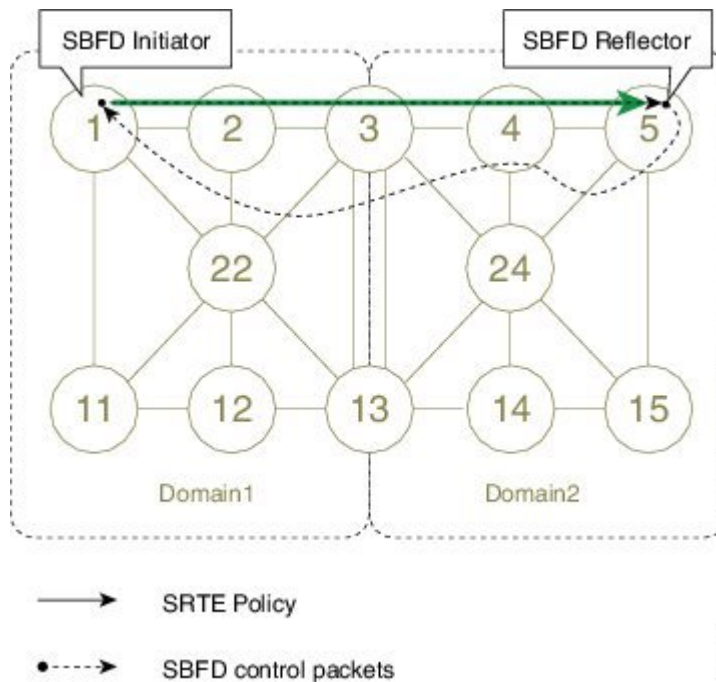 SBFD Initiator
SBFD Reflector
1
2
3
4
5
22
24
11
12
13
14
15
Domain1
Domain2
SRTE Policy
SBFD control packets